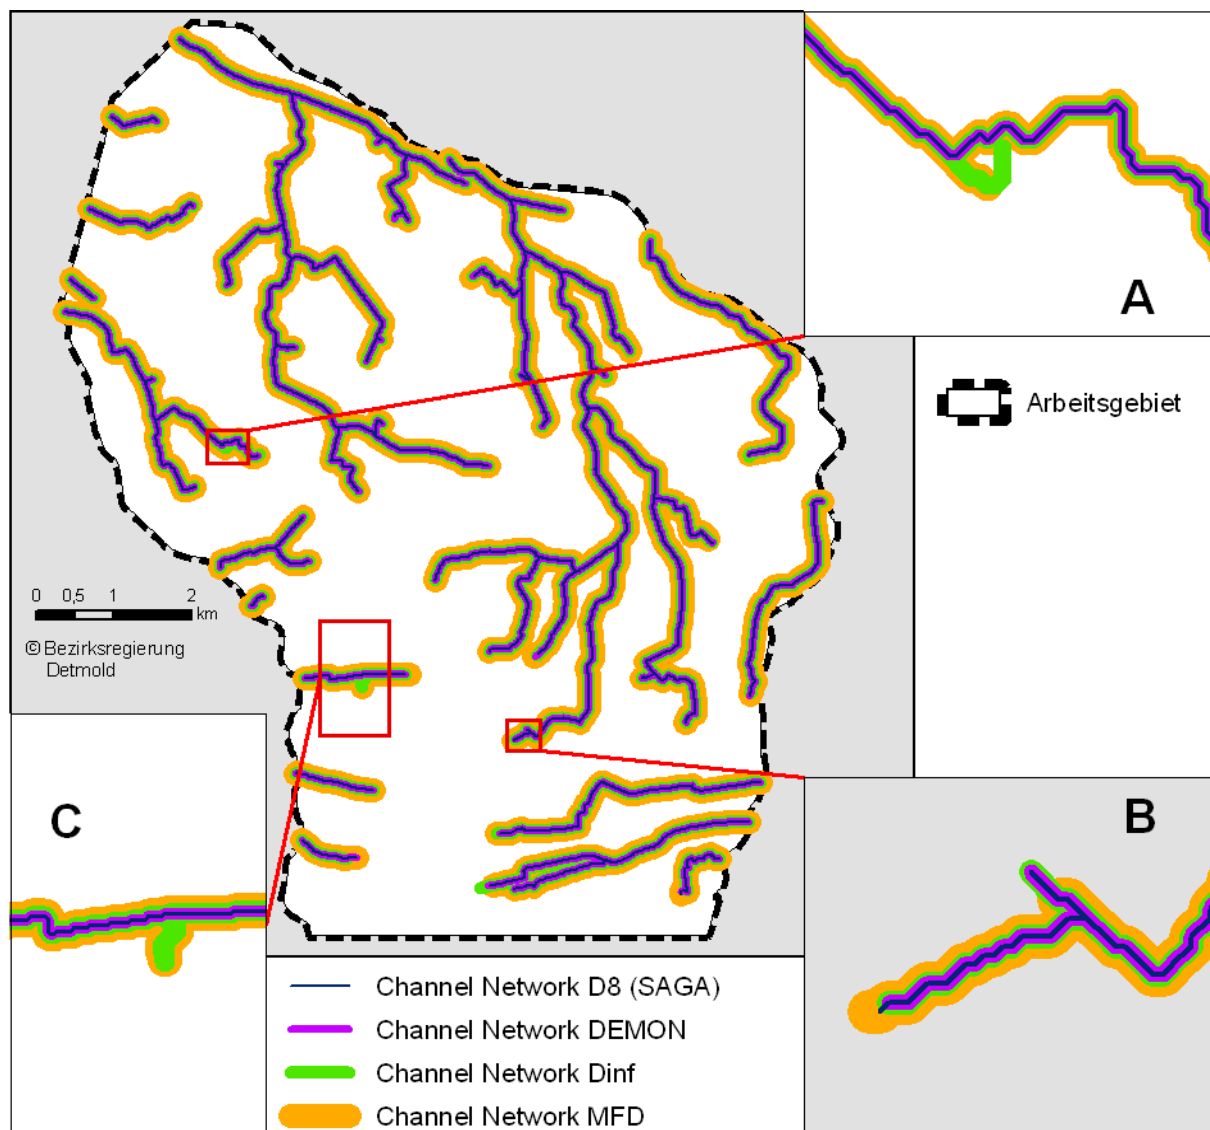 A
Arbeitsgebiet
0 0,5 1 2
km
© Bezirksregierung
Detmold
C
B
Channel Network D8 (SAGA)
Channel Network DEMON
Channel Network Dinf
Channel Network MFD